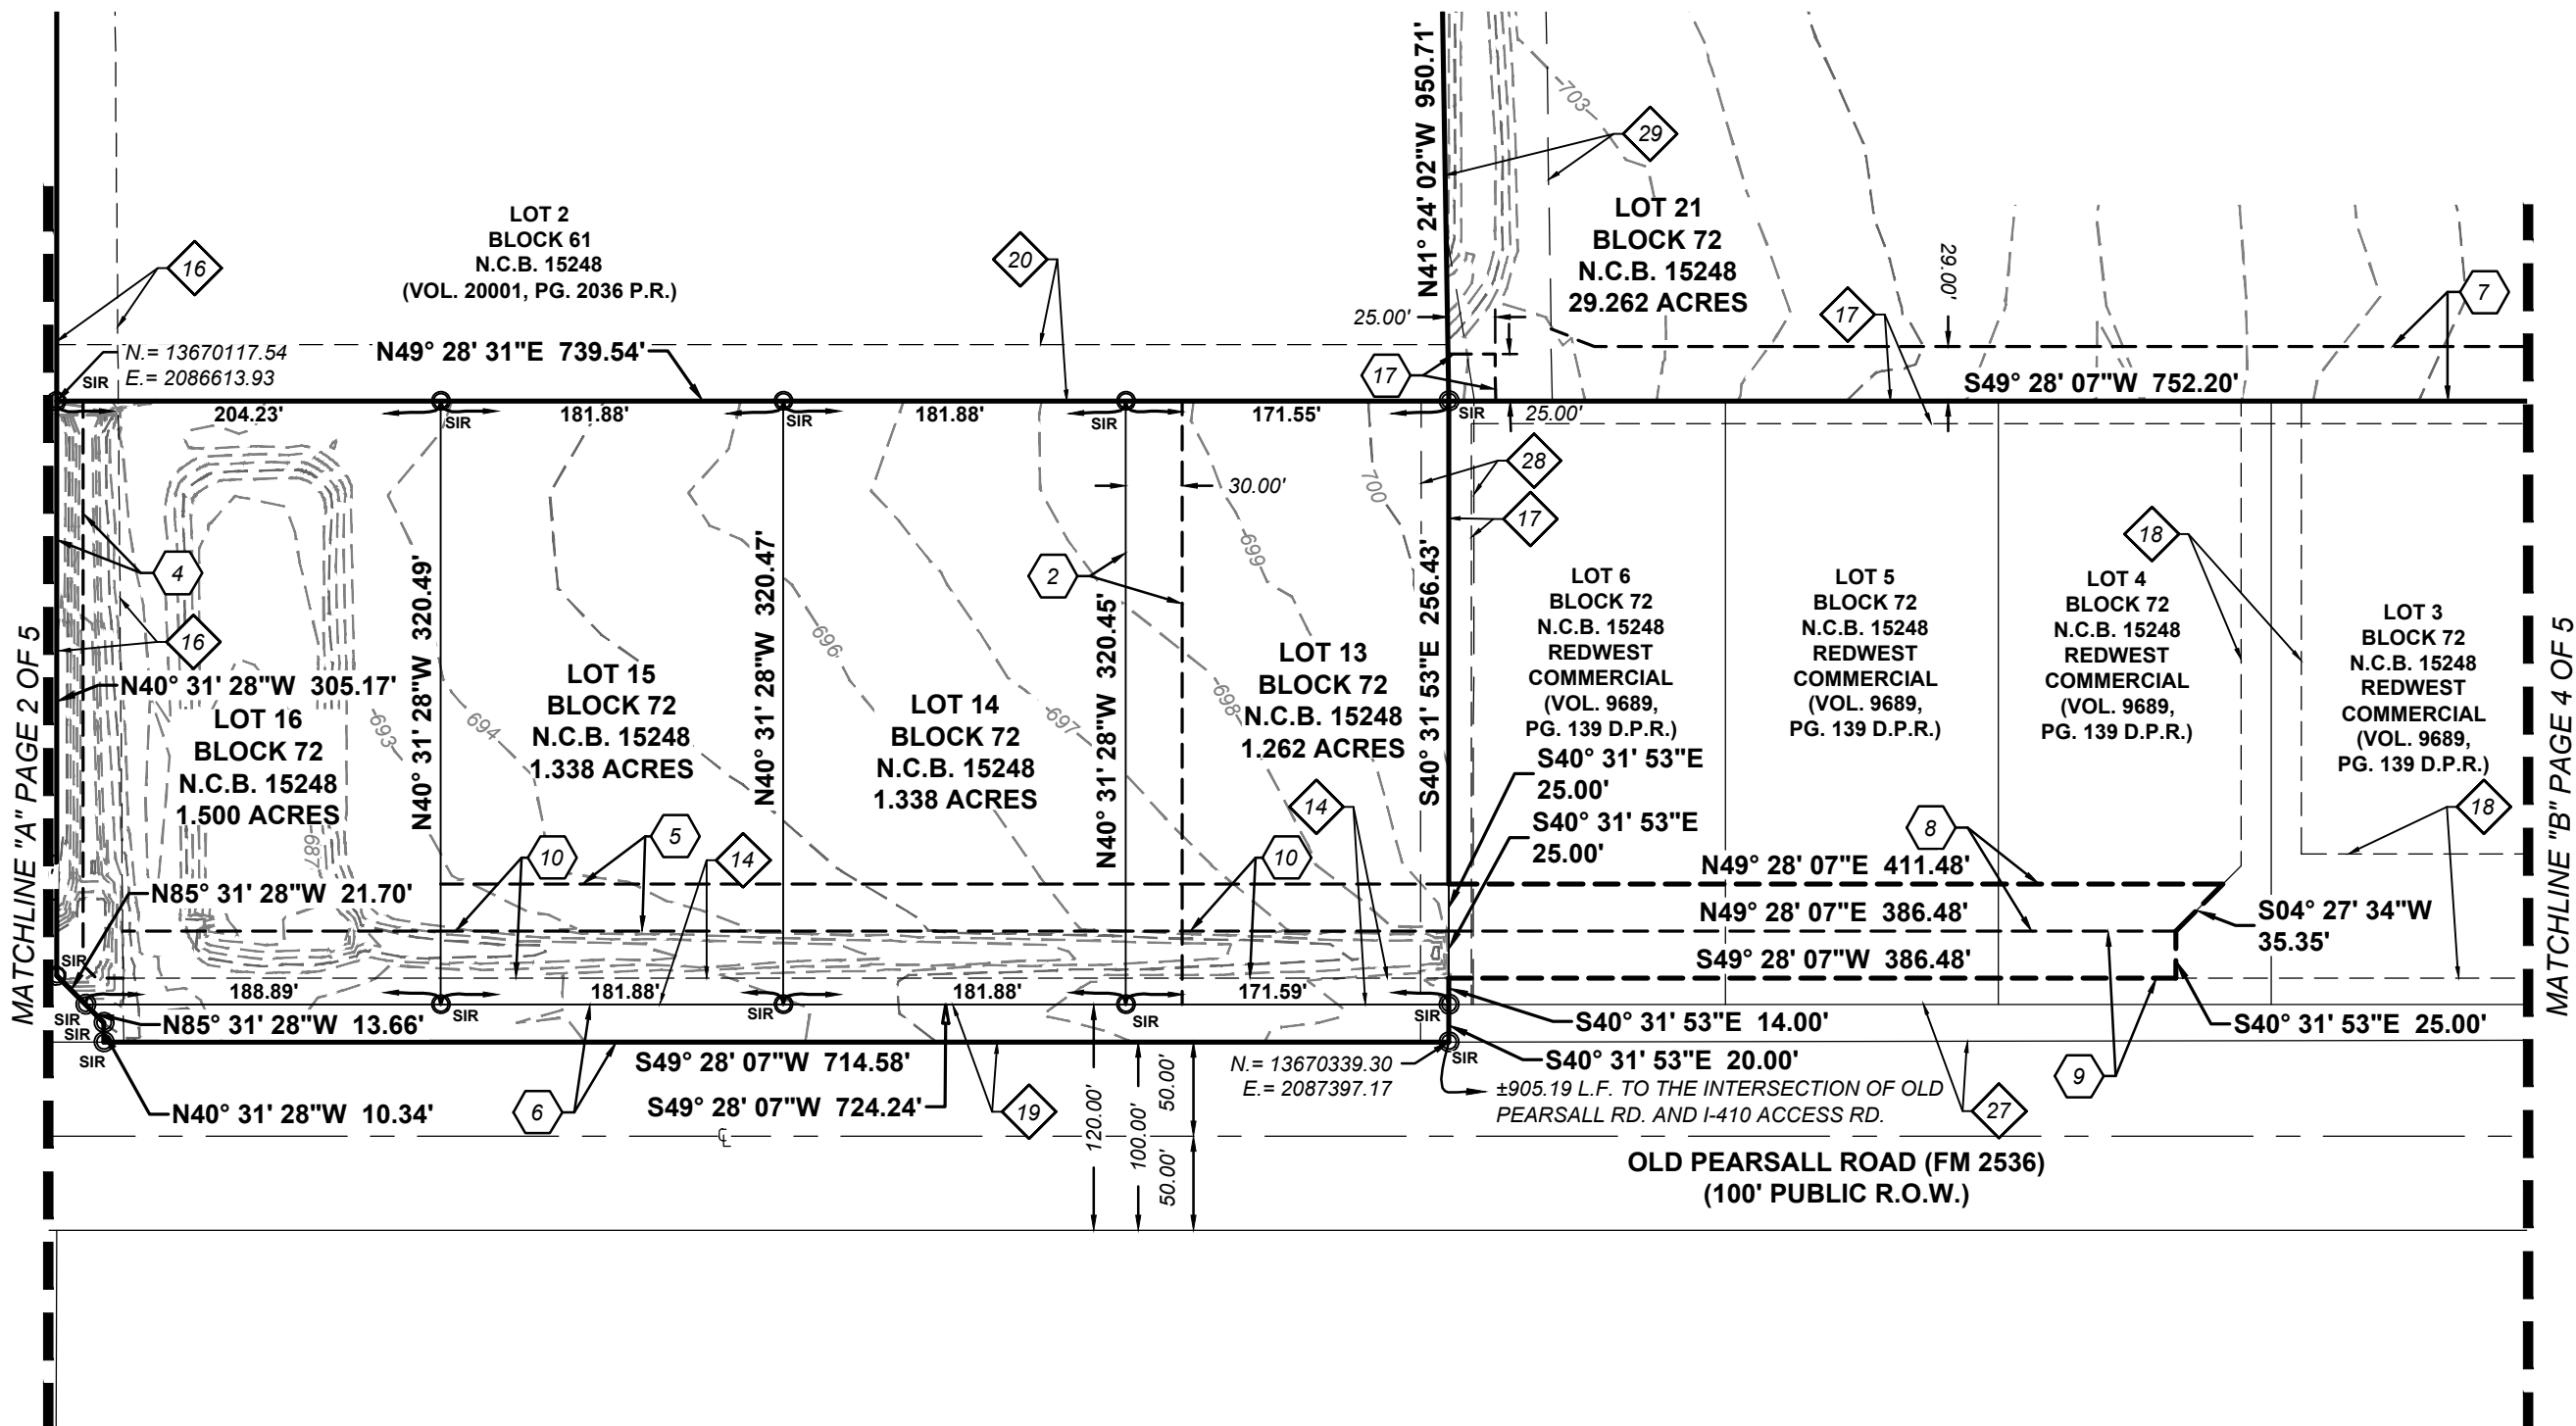 N41° 24' 02"W 950.71'
703
29
LOT 2
BLOCK 61
N.C.B. 15248
(VOL. 20001, PG. 2036 P.R.)
16
20
LOT 21
BLOCK 72
N.C.B. 15248
29.262 ACRES
29.00'
7
17
25.00'
N.= 13670117.54
E.= 2086613.93
SIR
N49° 28' 31"E 739.54'
17
S49° 28' 07"W 752.20'
204.23'
SIR
181.88'
SIR
181.88'
SIR
171.55'
SIR
25.00'
28
700
30.00'
17
699
18
4
2
16
N40° 31' 28"W 320.49'
N40° 31' 28"W 320.47'
N40° 31' 28"W 320.45'
S40° 31' 53"E 256.43'
696
LOT 6
BLOCK 72
N.C.B. 15248
REDWEST
COMMERCIAL
(VOL. 9689,
PG. 139 D.P.R.)
LOT 5
BLOCK 72
N.C.B. 15248
REDWEST
COMMERCIAL
(VOL. 9689,
PG. 139 D.P.R.)
LOT 4
BLOCK 72
N.C.B. 15248
REDWEST
COMMERCIAL
(VOL. 9689,
PG. 139 D.P.R.)
LOT 3
BLOCK 72
N.C.B. 15248
REDWEST
COMMERCIAL
(VOL. 9689,
PG. 139 D.P.R.)
MATCHLINE "A" PAGE 2 OF 5
MATCHLINE "B" PAGE 4 OF 5
N40° 31' 28"W 305.17'
LOT 16
BLOCK 72
N.C.B. 15248
1.500 ACRES
693
694
LOT 15
BLOCK 72
N.C.B. 15248
1.338 ACRES
LOT 14
BLOCK 72
N.C.B. 15248
1.338 ACRES
697
698
LOT 13
BLOCK 72
N.C.B. 15248
1.262 ACRES
S40° 31' 53"E
25.00'
S40° 31' 53"E
25.00'
14
8
18
687
10
5
14
10
N49° 28' 07"E 411.48'
N85° 31' 28"W 21.70'
N49° 28' 07"E 386.48'
S04° 27' 34"W
35.35'
S49° 28' 07"W 386.48'
SIR
188.89'
181.88'
181.88'
171.59'
SIR
SIR
SIR
SIR
SIR
SIR
SIR
N85° 31' 28"W 13.66'
S40° 31' 53"E 14.00'
S40° 31' 53"E 25.00'
S49° 28' 07"W 714.58'
N.= 13670339.30
E.= 2087397.17
SIR
S40° 31' 53"E 20.00'
9
N40° 31' 28"W 10.34'
6
S49° 28' 07"W 724.24'
19
120.00'
100.00'
50.00'
50.00'
±905.19 L.F. TO THE INTERSECTION OF OLD
PEARSALL RD. AND I-410 ACCESS RD.
27
℄
OLD PEARSALL ROAD (FM 2536)
(100' PUBLIC R.O.W.)